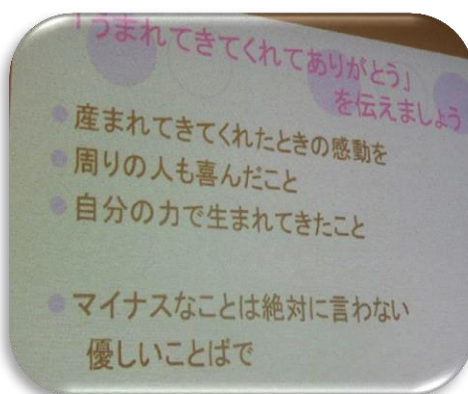 「うまれてきてくれてありがとう」
を伝えましょう
産まれてきてくれたときの感動を
周りの人も喜んだこと
自分の力で生まれてきたこと
マイナスなことは絶対に言わない
優しいことばで